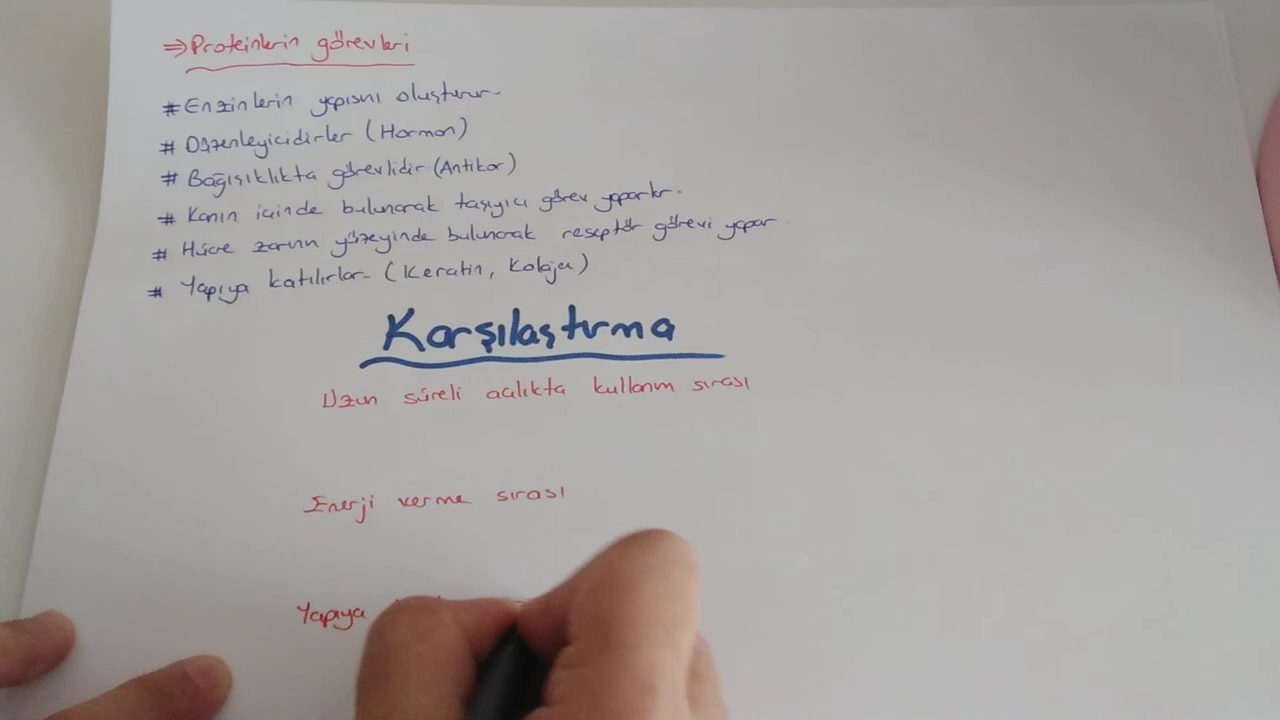 ⇒ Proteinlerin görevleri
# Enzimlerin yapısını oluşturur.
# Düzenleyicidirler (Hormon)
# Bağışıklıkta görevlidir (Antikor)
# Kanın içinde bulunarak taşıyıcı görev yaparlar.
# Hücre zarının yüzeyinde bulunarak reseptör görevi yapar.
# Yapıya katılırlar. (Keratin, Kolajen)
Karşılaştırma
Uzun süreli açlıkta kullanım sırası
Enerji verme sırası
Yapıya